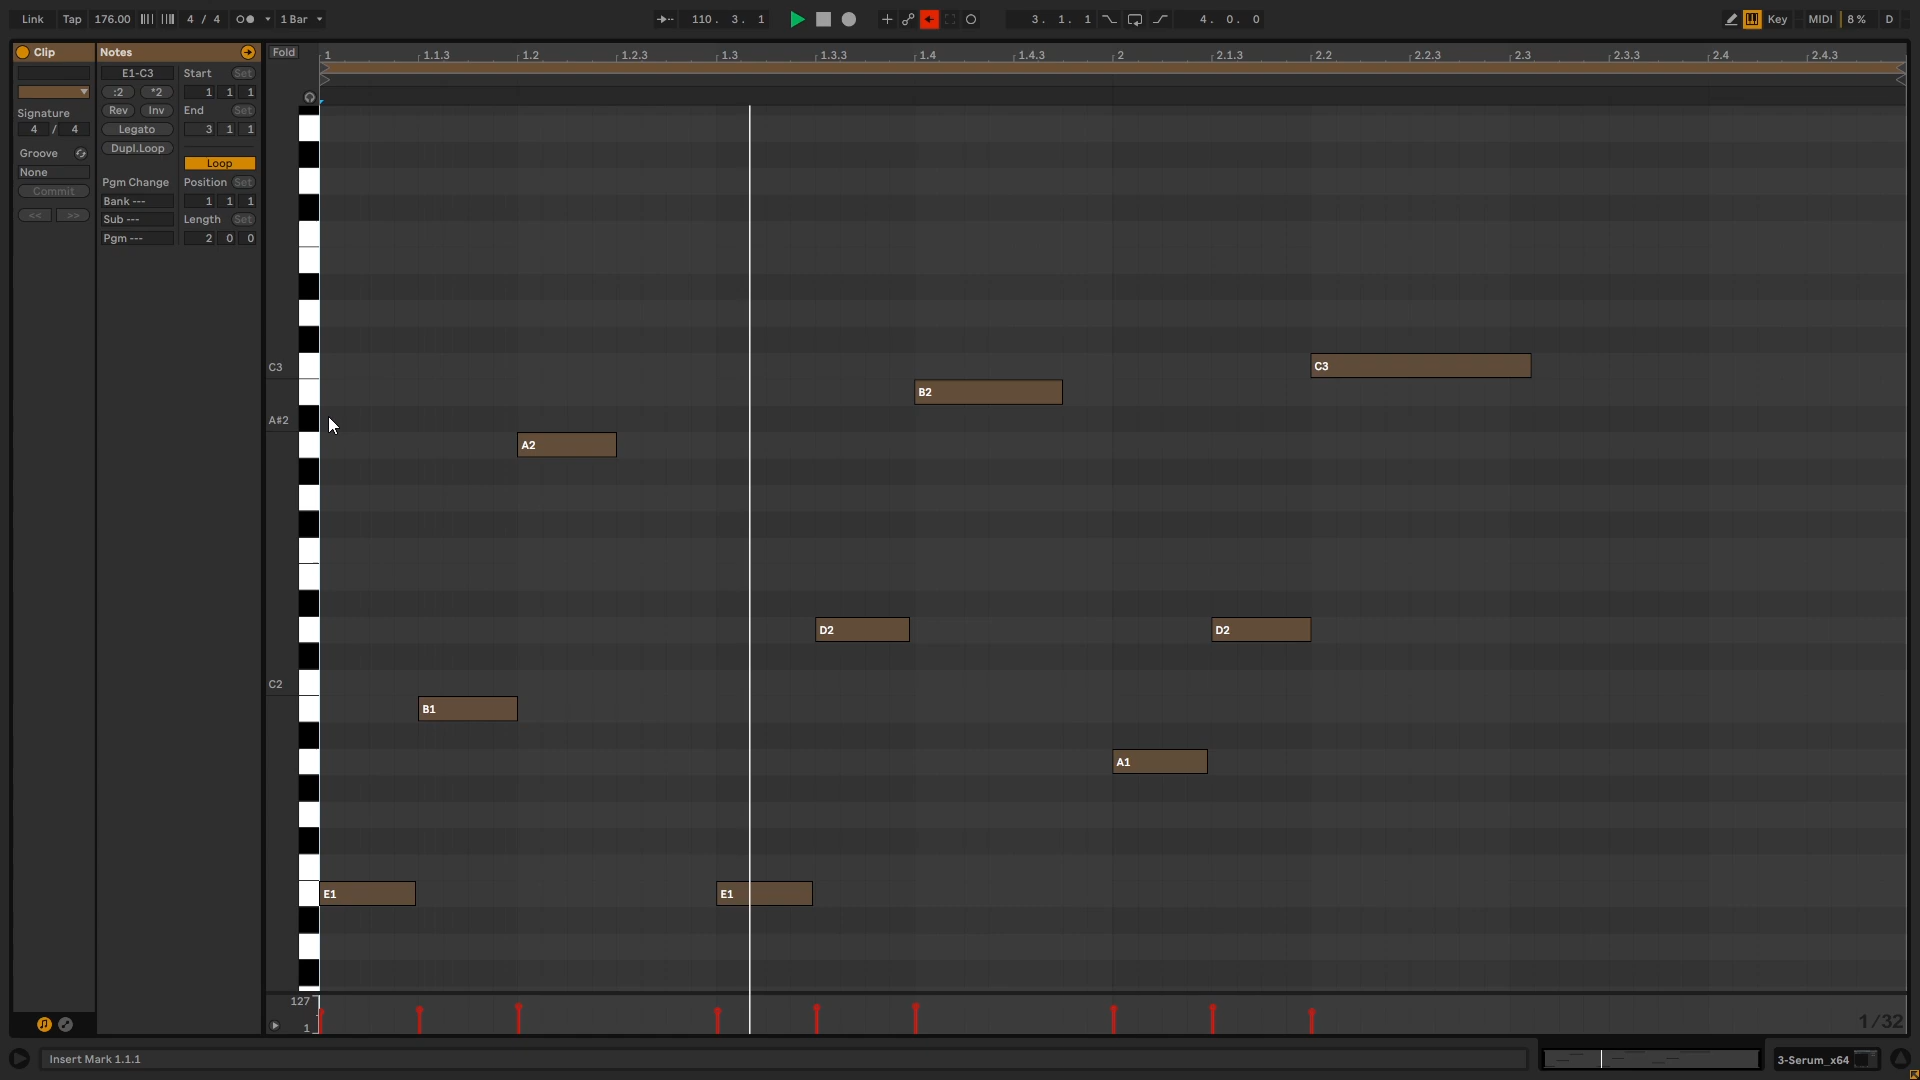 Link Tap 176.00 4 / 4 1 Bar 110. 3. 1 3. 1. 1 4. 0. 0 Key MIDI 8 % D
Clip Notes Fold 1 1.1.3 1.2 1.2.3 1.3 1.3.3 1.4 1.4.3 2 2.1.3 2.2 2.2.3 2.3 2.3.3 2.4 2.4.3
E1-C3 Start Set
:2 *2 1 1 1
Signature Rev Inv End Set
4 / 4 Legato 3 1 1
Groove Dupl.Loop
None Loop
Commit Pgm Change Position Set
Bank --- 1 1 1
<< >> Sub --- Length Set
Pgm --- 2 0 0
C3 C3
B2
A#2
A2
D2 D2
C2
B1
A1
E1 E1
127
1 1/32
Insert Mark 1.1.1 3-Serum_x64